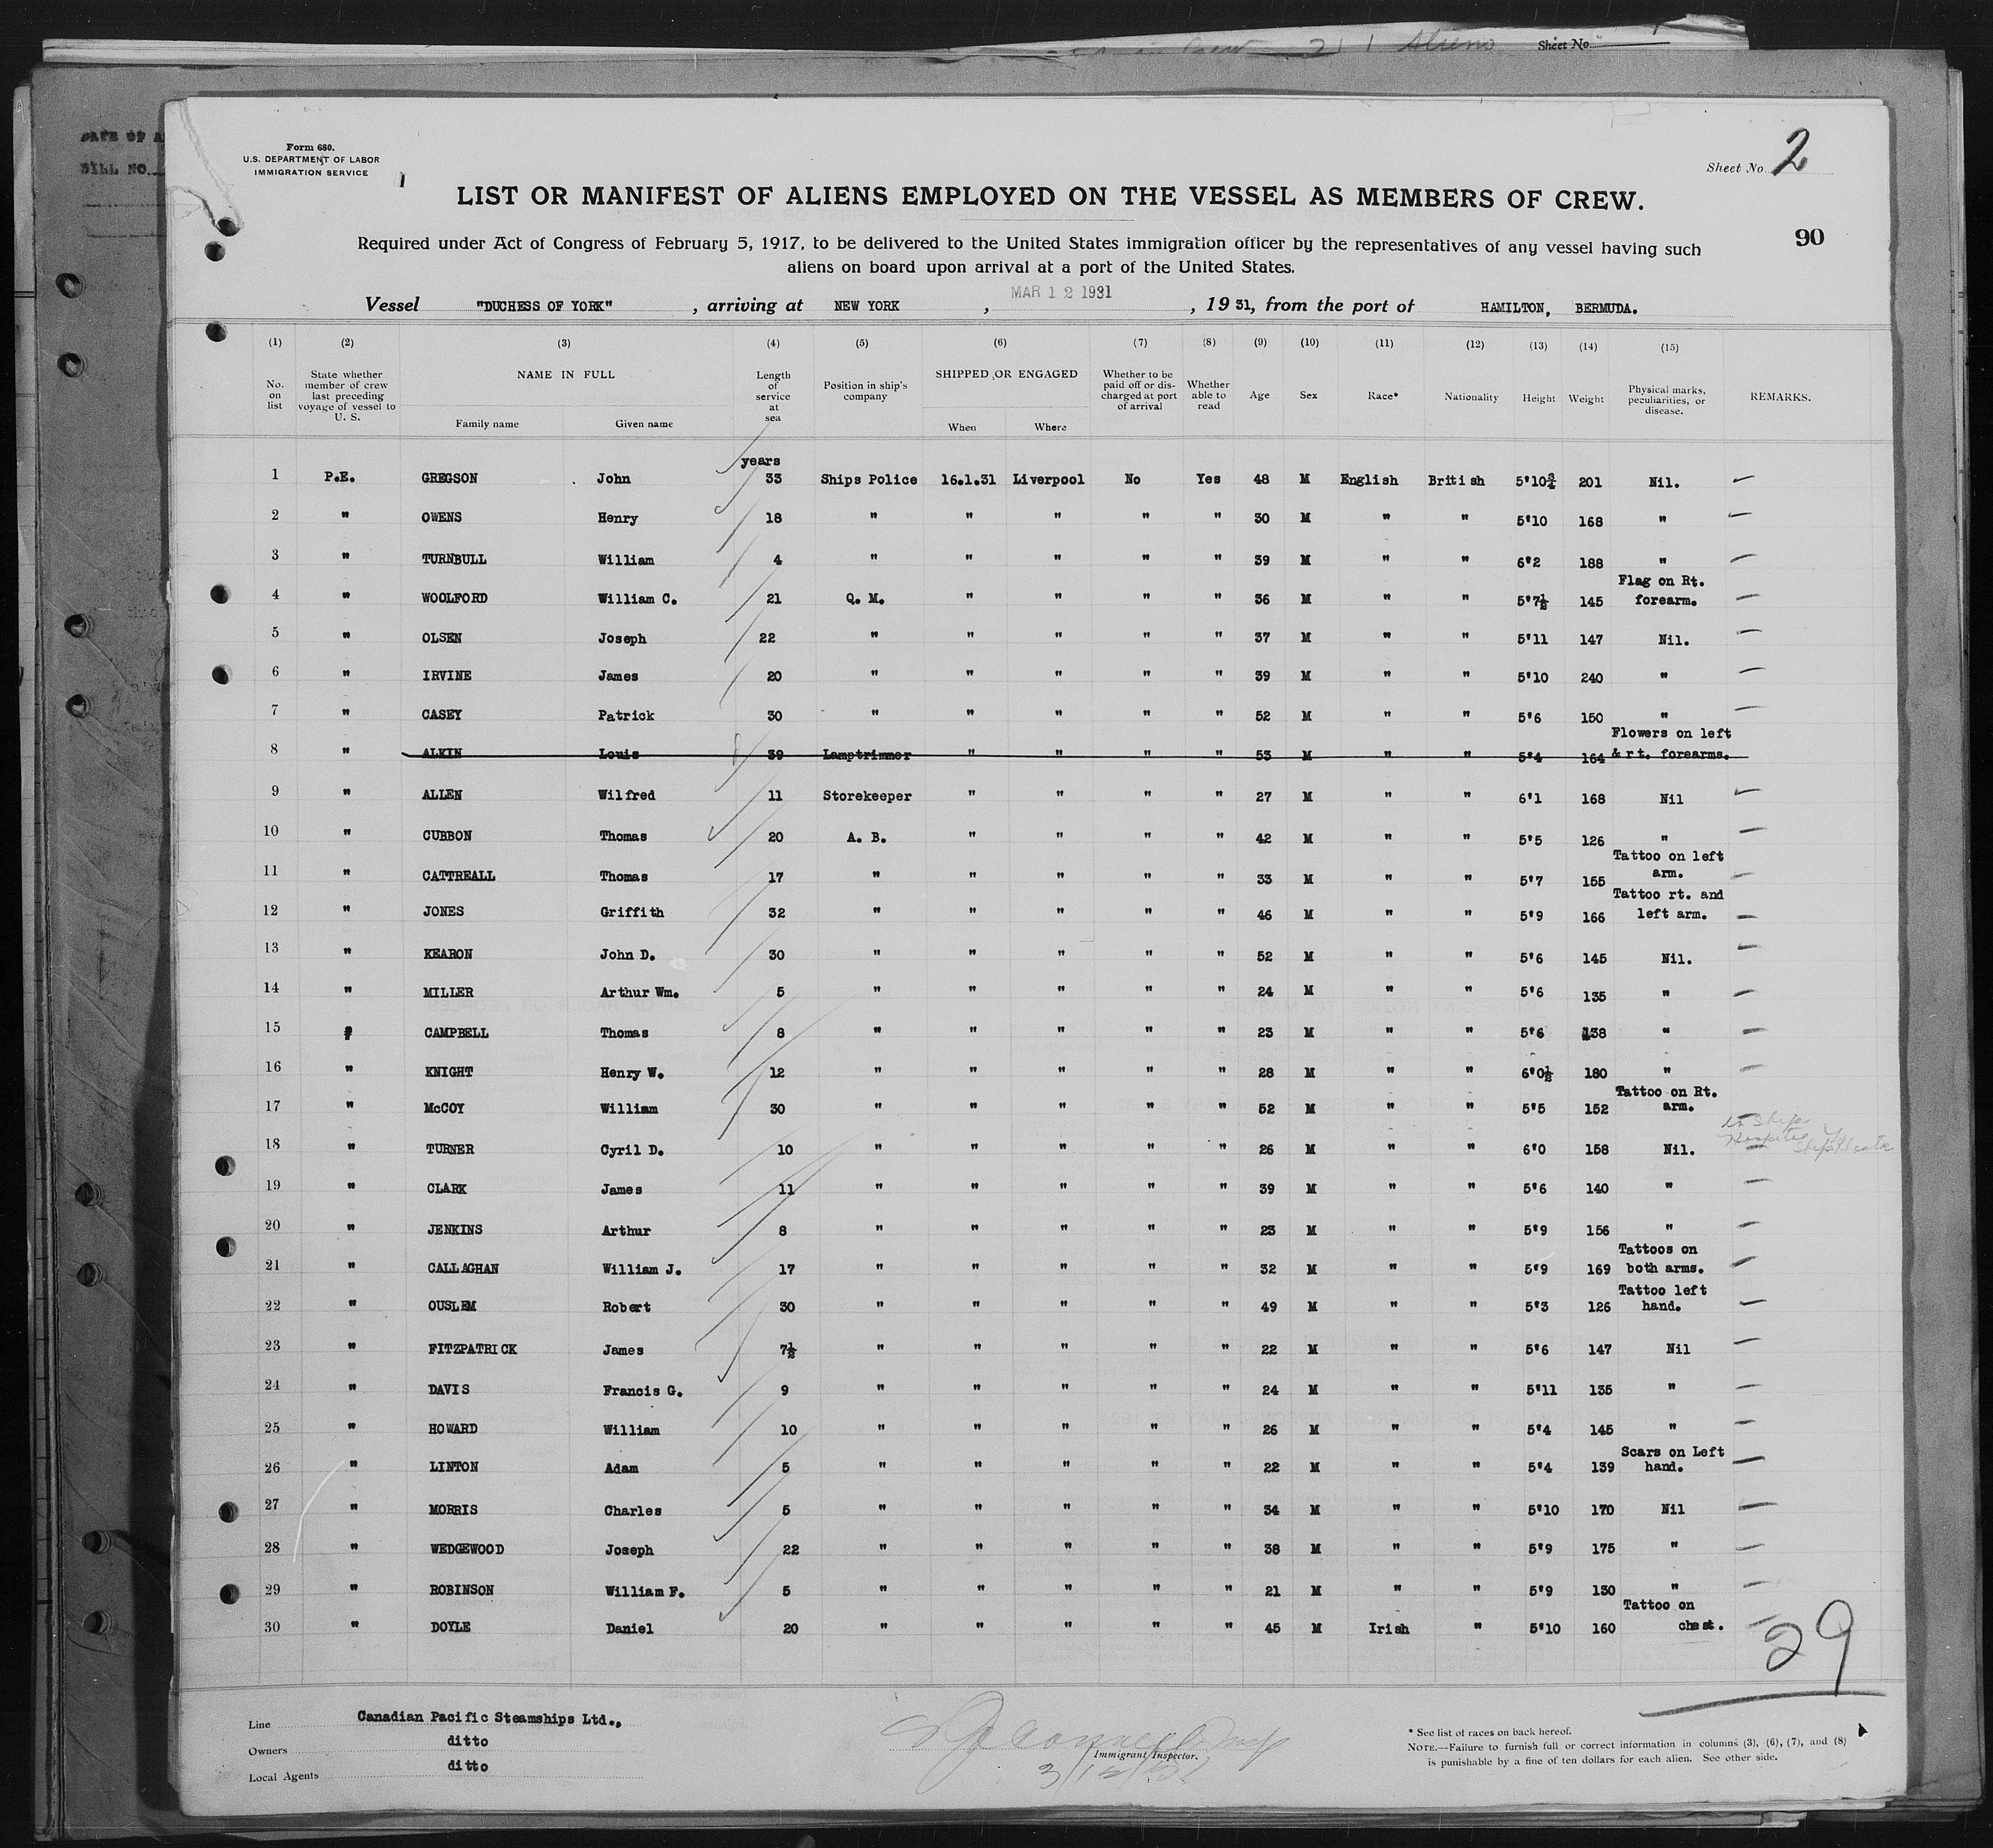 Sheet No.
DATE OF A
BILL NO.
Form 680.
U.S. DEPARTMENT OF LABOR
IMMIGRATION SERVICE
Sheet No. 2
LIST OR MANIFEST OF ALIENS EMPLOYED ON THE VESSEL AS MEMBERS OF CREW.
90
Required under Act of Congress of February 5, 1917, to be delivered to the United States immigration officer by the representatives of any vessel having such
aliens on board upon arrival at a port of the United States.
MAR 12 1931
Vessel "DUCHESS OF YORK", arriving at NEW YORK, , 1931, from the port of HAMILTON, BERMUDA.
(1) (2) (3) (4) (5) (6) (7) (8) (9) (10) (11) (12) (13) (14) (15)
No. on list State whether member of crew last preceding voyage of vessel to U. S. NAME IN FULL Family name Given name Length of service at sea Position in ship's company SHIPPED OR ENGAGED When Where Whether to be paid off or discharged at port of arrival Whether able to read Age Sex Race* Nationality Height Weight Physical marks, peculiarities, or disease. REMARKS.
years
1 P.E. GREGSON John 33 Ships Police 16.1.31 Liverpool No Yes 48 M English British 5'10¾ 201 Nil.
2 " OWENS Henry 18 " " " " " 30 M " " 5'10 168 "
3 " TURNBULL William 4 " " " " " 39 M " " 6'2 188 "
4 " WOOLFORD William C. 21 Q. M. " " " " 36 M " " 5'7½ 145 Flag on Rt. forearm.
5 " OLSEN Joseph 22 " " " " " 37 M " " 5'11 147 Nil.
6 " IRVINE James 20 " " " " " 39 M " " 5'10 240 "
7 " CASEY Patrick 30 " " " " " 52 M " " 5'6 150 "
8 " ALKIN Louis 39 Lamptrimmer " " " " 53 M " " 5'4 164 Flowers on left & rt. forearms.
9 " ALLEN Wilfred 11 Storekeeper " " " " 27 M " " 6'1 168 Nil
10 " CUBBON Thomas 20 A. B. " " " " 42 M " " 5'5 126 "
11 " CATTREALL Thomas 17 " " " " " 33 M " " 5'7 155 Tattoo on left arm.
12 " JONES Griffith 32 " " " " " 46 M " " 5'9 166 Tattoo rt. and left arm.
13 " KEARON John D. 30 " " " " " 52 M " " 5'6 145 Nil.
14 " MILLER Arthur Wm. 5 " " " " " 24 M " " 5'6 135 "
15 " CAMPBELL Thomas 8 " " " " " 23 M " " 5'6 138 "
16 " KNIGHT Henry W. 12 " " " " " 28 M " " 6'0½ 180 "
17 " McCOY William 30 " " " " " 52 M " " 5'5 152 Tattoo on Rt. arm.
18 " TURNER Cyril D. 10 " " " " " 26 M " " 6'0 158 Nil. In Ships Hospital
19 " CLARK James 11 " " " " " 39 M " " 5'6 140 "
20 " JENKINS Arthur 8 " " " " " 23 M " " 5'9 156 "
21 " CALLAGHAN William J. 17 " " " " " 32 M " " 5'9 169 Tattoos on both arms.
22 " OUSLEM Robert 30 " " " " " 49 M " " 5'3 126 Tattoo left hand.
23 " FITZPATRICK James 7½ " " " " " 22 M " " 5'6 147 Nil
24 " DAVIS Francis G. 9 " " " " " 24 M " " 5'11 135 "
25 " HOWARD William 10 " " " " " 26 M " " 5'4 145 "
26 " LINTON Adam 5 " " " " " 22 M " " 5'4 139 Scars on Left hand.
27 " MORRIS Charles 5 " " " " " 34 M " " 5'10 170 Nil
28 " WEDGEWOOD Joseph 22 " " " " " 38 M " " 5'9 175 "
29 " ROBINSON William F. 5 " " " " " 21 M " " 5'9 130 "
30 " DOYLE Daniel 20 " " " " " 45 M Irish " 5'10 160 Tattoo on chest.
29
Line Canadian Pacific Steamships Ltd.,
Owners ditto
Local Agents ditto
Immigrant Inspector.
3/12/31
* See list of races on back hereof.
NOTE.—Failure to furnish full or correct information in columns (3), (6), (7), and (8)
is punishable by a fine of ten dollars for each alien. See other side.